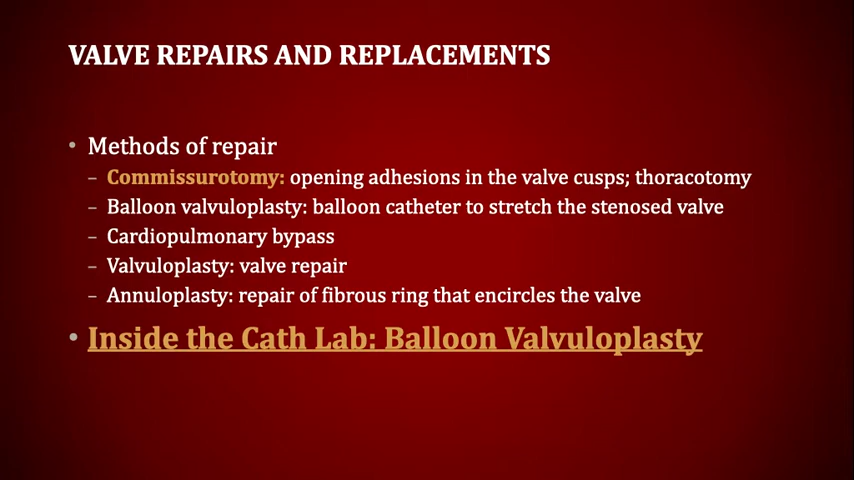 VALVE REPAIRS AND REPLACEMENTS
• Methods of repair
– Commissurotomy: opening adhesions in the valve cusps; thoracotomy
– Balloon valvuloplasty: balloon catheter to stretch the stenosed valve
– Cardiopulmonary bypass
– Valvuloplasty: valve repair
– Annuloplasty: repair of fibrous ring that encircles the valve
• Inside the Cath Lab: Balloon Valvuloplasty